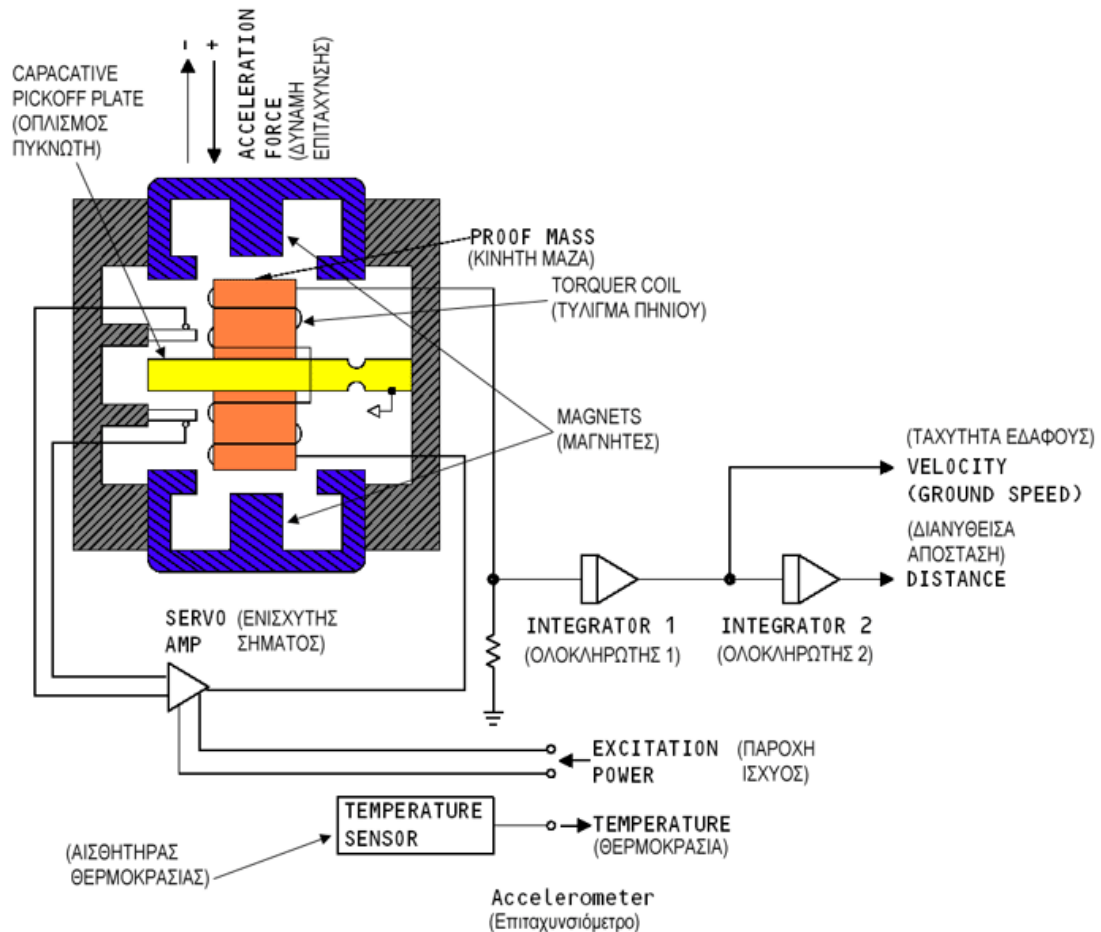 - +
ACCELERATION
FORCE
(ΔΥΝΑΜΗ
ΕΠΙΤΑΧΥΝΣΗΣ)
CAPACATIVE
PICKOFF PLATE
(ΟΠΛΙΣΜΟΣ
ΠΥΚΝΩΤΗ)
PROOF MASS
(ΚΙΝΗΤΗ ΜΑΖΑ)
TORQUER COIL
(ΤΥΛΙΓΜΑ ΠΗΝΙΟΥ)
MAGNETS
(ΜΑΓΝΗΤΕΣ)
(ΤΑΧΥΤΗΤΑ ΕΔΑΦΟΥΣ)
VELOCITY
(GROUND SPEED)
(ΔΙΑΝΥΘΕΙΣΑ
ΑΠΟΣΤΑΣΗ)
DISTANCE
SERVO (ΕΝΙΣΧΥΤΗΣ
AMP ΣΗΜΑΤΟΣ)
INTEGRATOR 1
(ΟΛΟΚΛΗΡΩΤΗΣ 1)
INTEGRATOR 2
(ΟΛΟΚΛΗΡΩΤΗΣ 2)
EXCITATION (ΠΑΡΟΧΗ
POWER ΙΣΧΥΟΣ)
TEMPERATURE
SENSOR
TEMPERATURE
(ΘΕΡΜΟΚΡΑΣΙΑ)
(ΑΙΣΘΗΤΗΡΑΣ
ΘΕΡΜΟΚΡΑΣΙΑΣ)
Accelerometer
(Επιταχυνσιόμετρο)